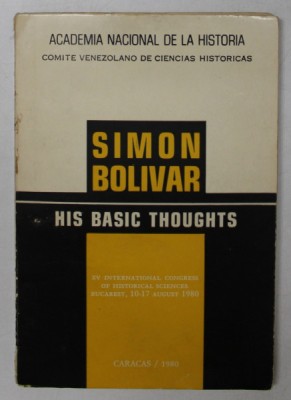 ACADEMIA NACIONAL DE LA HISTORIA
COMITE VENEZOLANO DE CIENCIAS HISTORICAS
SIMON
BOLIVAR
HIS BASIC THOUGHTS
XV INTERNATIONAL CONGRESS
OF HISTORICAL SCIENCES
BUCAREST, 10-17 AUGUST 1980
CARACAS / 1980